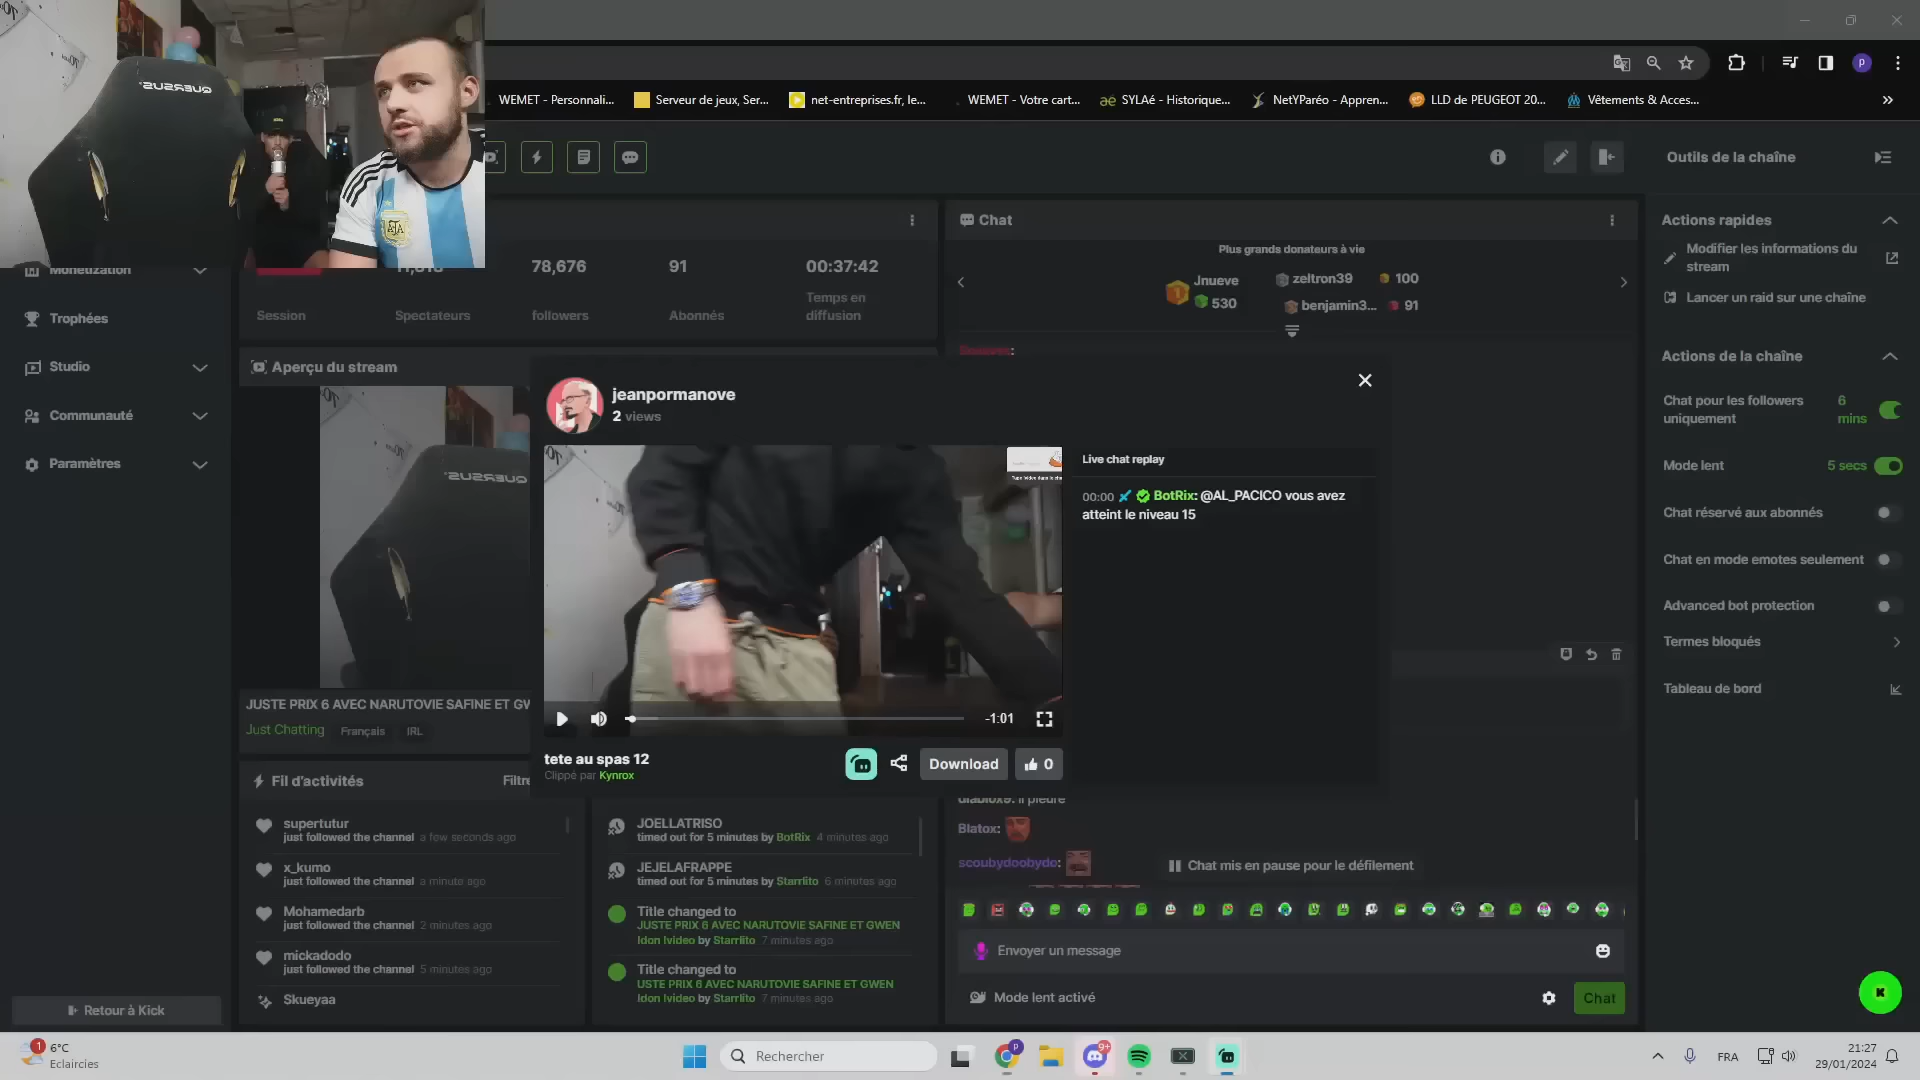 WEMET - Personnali...
Serveur de jeux, Ser...
net-entreprises.fr, le...
WEMET - Votre cart...
SYLAé - Historique...
NetYParéo - Appren...
LLD de PEUGEOT 20...
Vêtements & Acces...
Outils de la chaîne
Monétization
Trophées
Studio
Communauté
Paramètres
Retour à Kick
78,676
91
00:37:42
Session
Spectateurs
followers
Abonnés
Temps en
diffusion
Aperçu du stream
JUSTE PRIX 6 AVEC NARUTOVIE SAFINE ET GW
Just Chatting
Français
IRL
Fil d'activités
Filtre
supertutur
just followed the channel a few seconds ago
x_kumo
just followed the channel a minute ago
Mohamedarb
just followed the channel 2 minutes ago
mickadodo
just followed the channel 5 minutes ago
Skueyaa
JOELLATRISO
timed out for 5 minutes by BotRix 4 minutes ago
JEJELAFRAPPE
timed out for 5 minutes by Starrlito 6 minutes ago
Title changed to
JUSTE PRIX 6 AVEC NARUTOVIE SAFINE ET GWEN
!don !video by Starrlito 7 minutes ago
Title changed to
USTE PRIX 6 AVEC NARUTOVIE SAFINE ET GWEN
!don !video by Starrlito 7 minutes ago
jeanpormanove
2 views
-1:01
tete au spas 12
Clippé par Kynrox
Download
0
Live chat replay
00:00 BotRix: @AL_PACICO vous avez
atteint le niveau 15
Chat
Plus grands donateurs à vie
Jnueve
530
zeltron39 100
benjamin3... 91
diablox9: il pleure
Blatox:
scoubydoobydo:
Chat mis en pause pour le défilement
Envoyer un message
Mode lent activé
Chat
Actions rapides
Modifier les informations du
stream
Lancer un raid sur une chaîne
Actions de la chaîne
Chat pour les followers
uniquement
6
mins
Mode lent
5 secs
Chat réservé aux abonnés
Chat en mode emotes seulement
Advanced bot protection
Termes bloqués
Tableau de bord
QUERSUS
AFA
1
6°C
Eclaircies
Rechercher
9+
FRA
21:27
29/01/2024